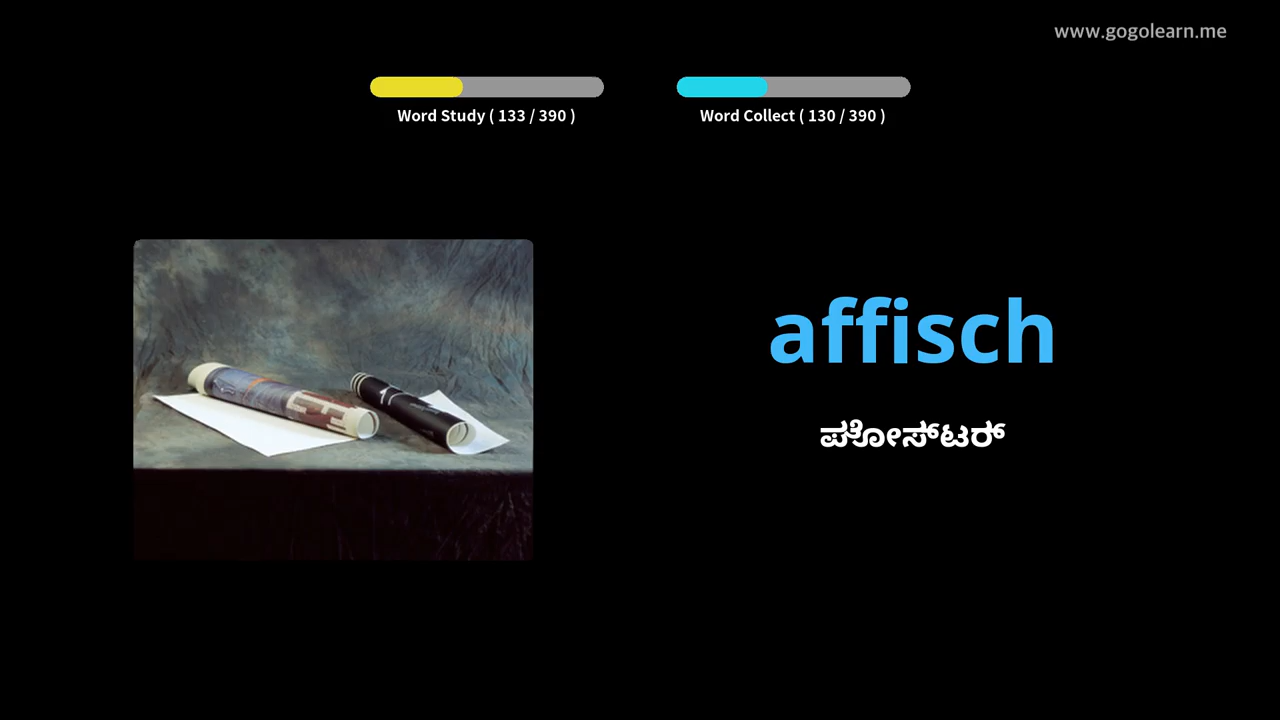 www.gogolearn.me
Word Study ( 133 / 390 )
Word Collect ( 130 / 390 )
affisch
ಪೋಸ್‌ಟರ್